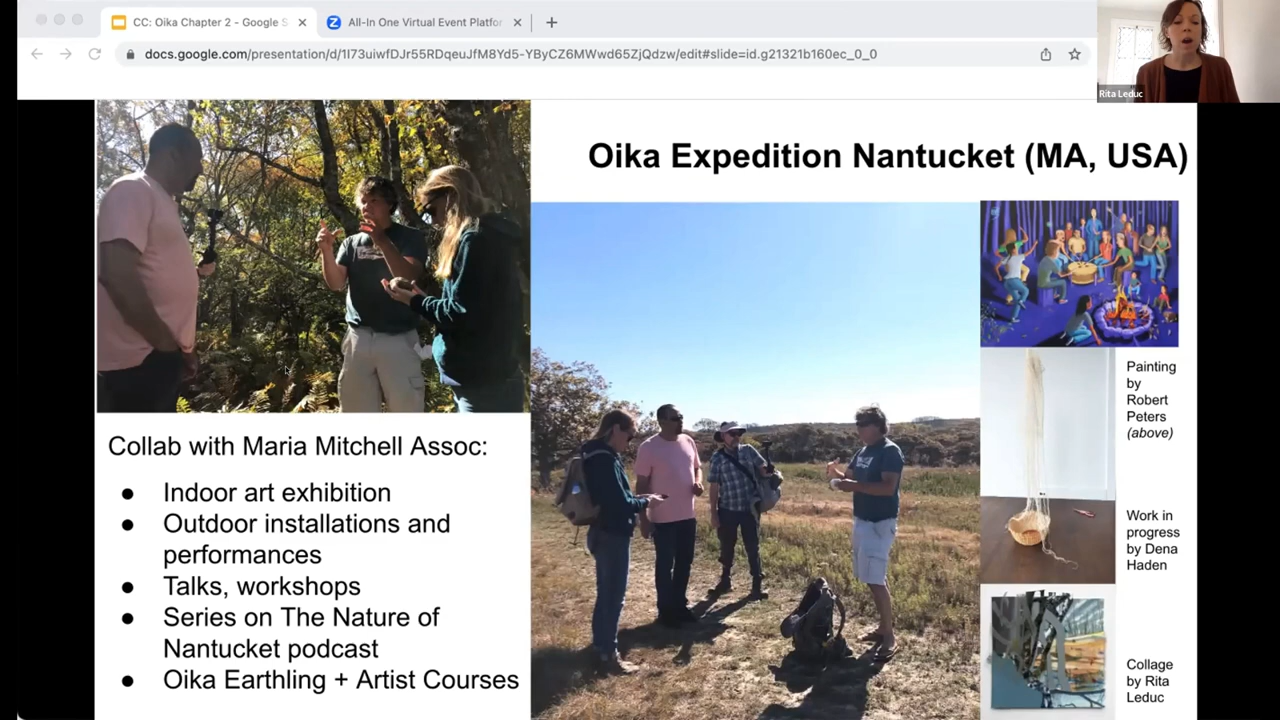 CC: Oika Chapter 2 - Google S
All-In One Virtual Event Platfor
docs.google.com/presentation/d/1I73uiwfDJr55RDqeuJfM8Yd5-YByCZ6MWwd65ZjQdzw/edit#slide=id.g21321b160ec_0_0
Rita Leduc
Oika Expedition Nantucket (MA, USA)
Collab with Maria Mitchell Assoc:
● Indoor art exhibition
● Outdoor installations and
performances
● Talks, workshops
● Series on The Nature of
Nantucket podcast
● Oika Earthling + Artist Courses
Painting
by
Robert
Peters
(above)
Work in
progress
by Dena
Haden
Collage
by Rita
Leduc